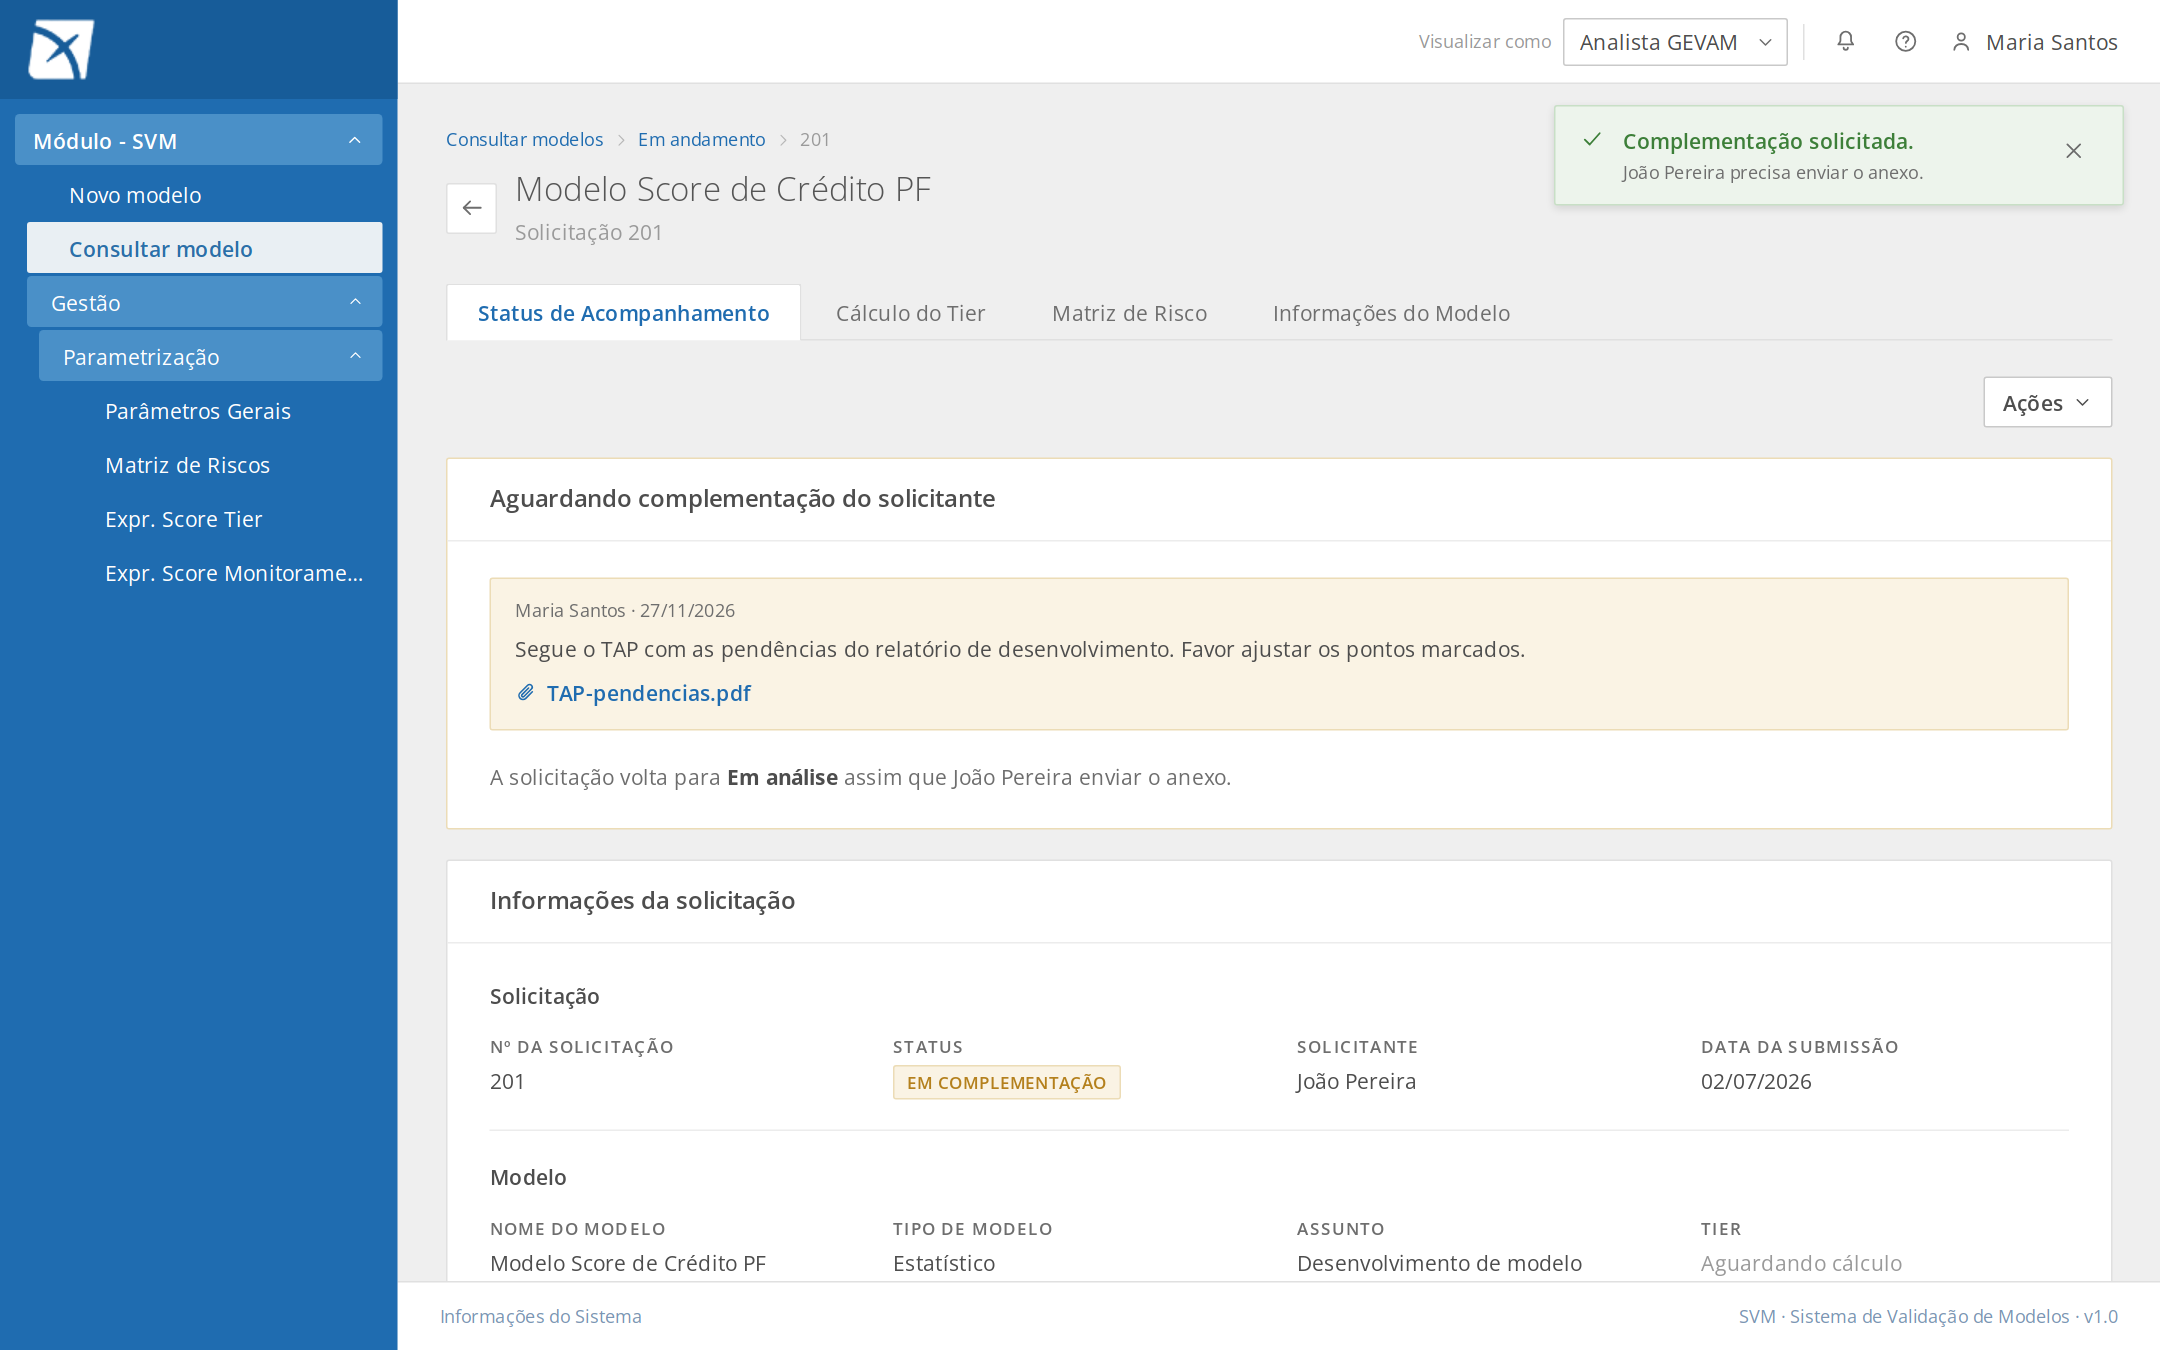 Visualizar como
Analista GEVAM
Maria Santos
Módulo - SVM
Novo modelo
Consultar modelo
Gestão
Parametrização
Parâmetros Gerais
Matriz de Riscos
Expr. Score Tier
Expr. Score Monitorame...
Consultar modelos
Em andamento
201
Complementação solicitada.
João Pereira precisa enviar o anexo.
Modelo Score de Crédito PF
Solicitação 201
Status de Acompanhamento
Cálculo do Tier
Matriz de Risco
Informações do Modelo
Ações
Aguardando complementação do solicitante
Maria Santos · 27/11/2026
Segue o TAP com as pendências do relatório de desenvolvimento. Favor ajustar os pontos marcados.
TAP-pendencias.pdf
A solicitação volta para Em análise assim que João Pereira enviar o anexo.
Informações da solicitação
Solicitação
Nº DA SOLICITAÇÃO
201
STATUS
EM COMPLEMENTAÇÃO
SOLICITANTE
João Pereira
DATA DA SUBMISSÃO
02/07/2026
Modelo
NOME DO MODELO
Modelo Score de Crédito PF
TIPO DE MODELO
Estatístico
ASSUNTO
Desenvolvimento de modelo
TIER
Aguardando cálculo
Informações do Sistema
SVM · Sistema de Validação de Modelos · v1.0